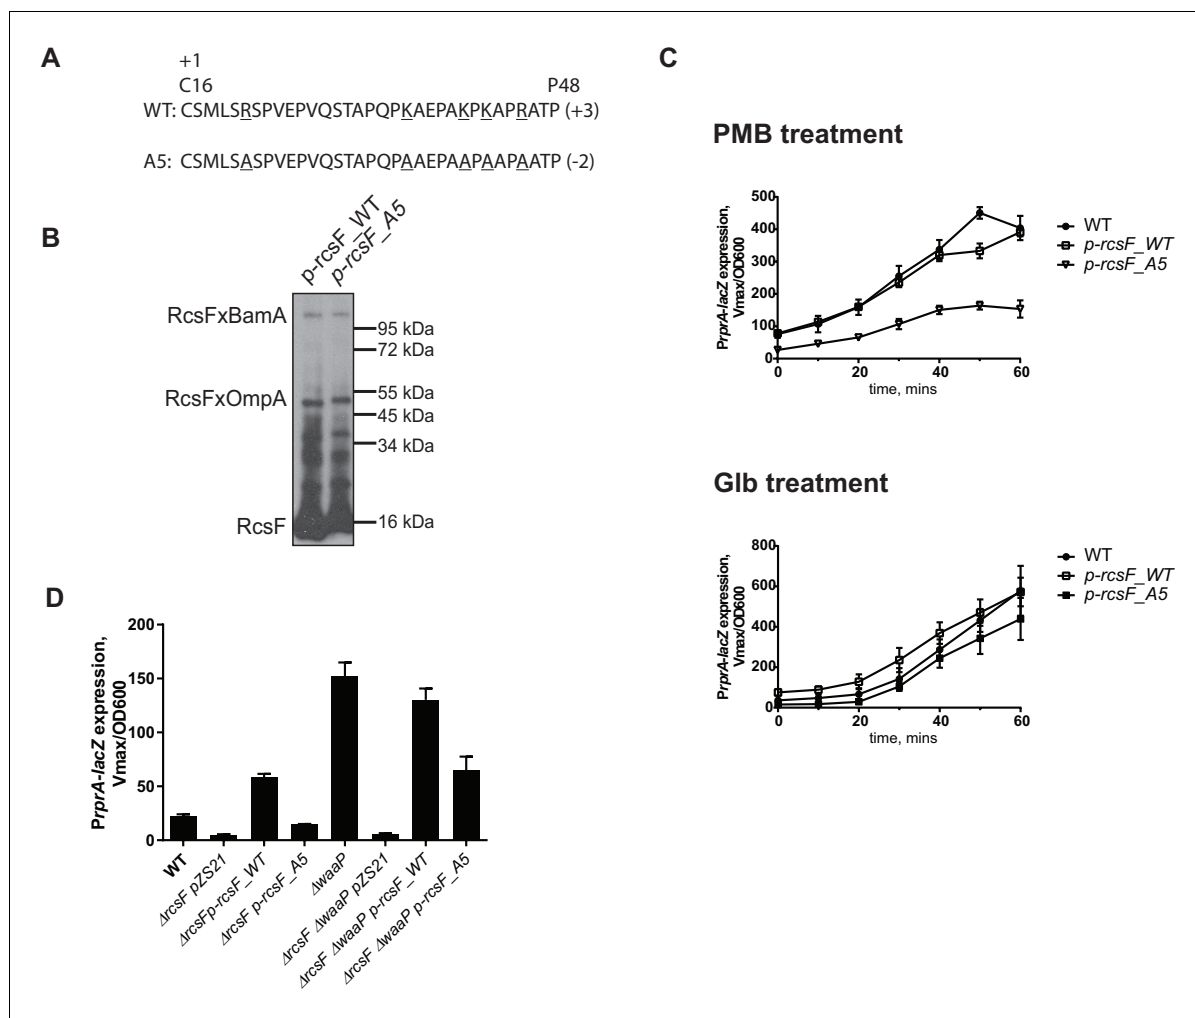 A
+1
C16 P48
WT: CSMLSRSPVEPVQSTAPQPKAEPAKPKAPRATP (+3)
A5: CSMLSASPVEPVQSTAPQPAAEPAAPAAPAATP (-2)
B
p-rcsF_WT
p-rcsF_A5
RcsFxBamA
95 kDa
72 kDa
RcsFxOmpA
55 kDa
45 kDa
34 kDa
RcsF
16 kDa
C
PMB treatment
PrprA-lacZ expression,
Vmax/OD600
500
400
300
200
100
0
0 20 40 60
time, mins
WT
p-rcsF_WT
p-rcsF_A5
Glb treatment
PrprA-lacZ expression,
Vmax/OD600
800
600
400
200
0
0 20 40 60
time, mins
WT
p-rcsF_WT
p-rcsF_A5
D
PrprA-lacZ expression,
Vmax/OD600
200
150
100
50
0
WT
ΔrcsF pZS21
ΔrcsFp-rcsF_WT
ΔrcsF p-rcsF_A5
ΔwaaP
ΔrcsF ΔwaaP pZS21
ΔrcsF ΔwaaP p-rcsF_WT
ΔrcsF ΔwaaP p-rcsF_A5